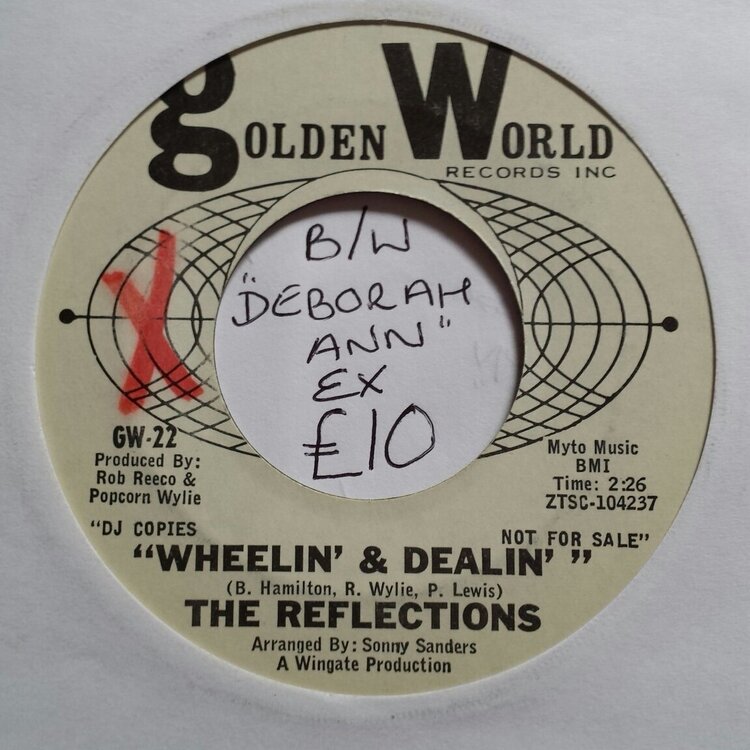 GOLDEN WORLD
RECORDS INC
B/W
"DEBORAH
ANN"
EX
£10
X
GW-22
Produced By:
Rob Reeco &
Popcorn Wylie
Myto Music
BMI
Time: 2:26
ZTSC-104237
"DJ COPIES
NOT FOR SALE"
"WHEELIN' & DEALIN' "
(B. Hamilton, R. Wylie, P. Lewis)
THE REFLECTIONS
Arranged By: Sonny Sanders
A Wingate Production